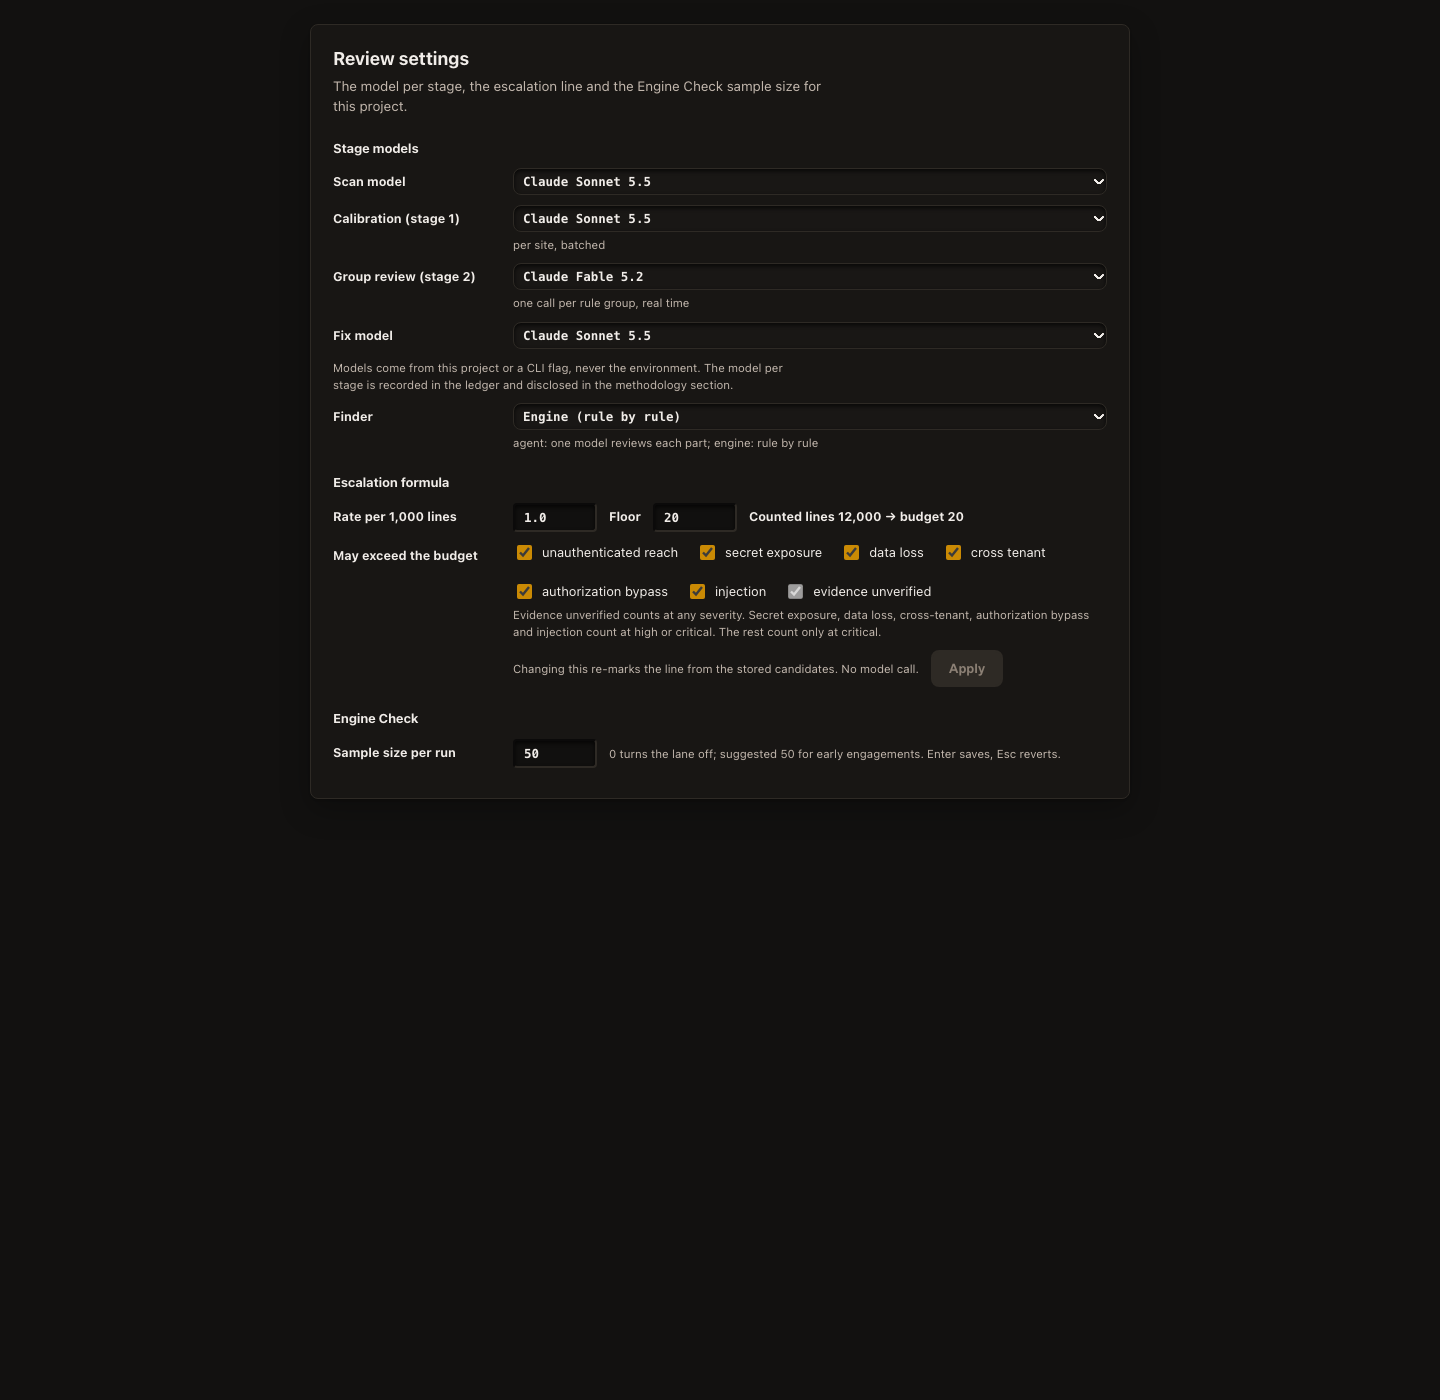 Review settings
The model per stage, the escalation line and the Engine Check sample size for
this project.
Stage models
Scan model
Claude Sonnet 5.5
Calibration (stage 1)
Claude Sonnet 5.5
per site, batched
Group review (stage 2)
Claude Fable 5.2
one call per rule group, real time
Fix model
Claude Sonnet 5.5
Models come from this project or a CLI flag, never the environment. The model per
stage is recorded in the ledger and disclosed in the methodology section.
Finder
Engine (rule by rule)
agent: one model reviews each part; engine: rule by rule
Escalation formula
Rate per 1,000 lines 1.0 Floor 20 Counted lines 12,000 → budget 20
May exceed the budget
unauthenticated reach secret exposure data loss cross tenant
authorization bypass injection evidence unverified
Evidence unverified counts at any severity. Secret exposure, data loss, cross-tenant, authorization bypass
and injection count at high or critical. The rest count only at critical.
Changing this re-marks the line from the stored candidates. No model call. Apply
Engine Check
Sample size per run 50 0 turns the lane off; suggested 50 for early engagements. Enter saves, Esc reverts.